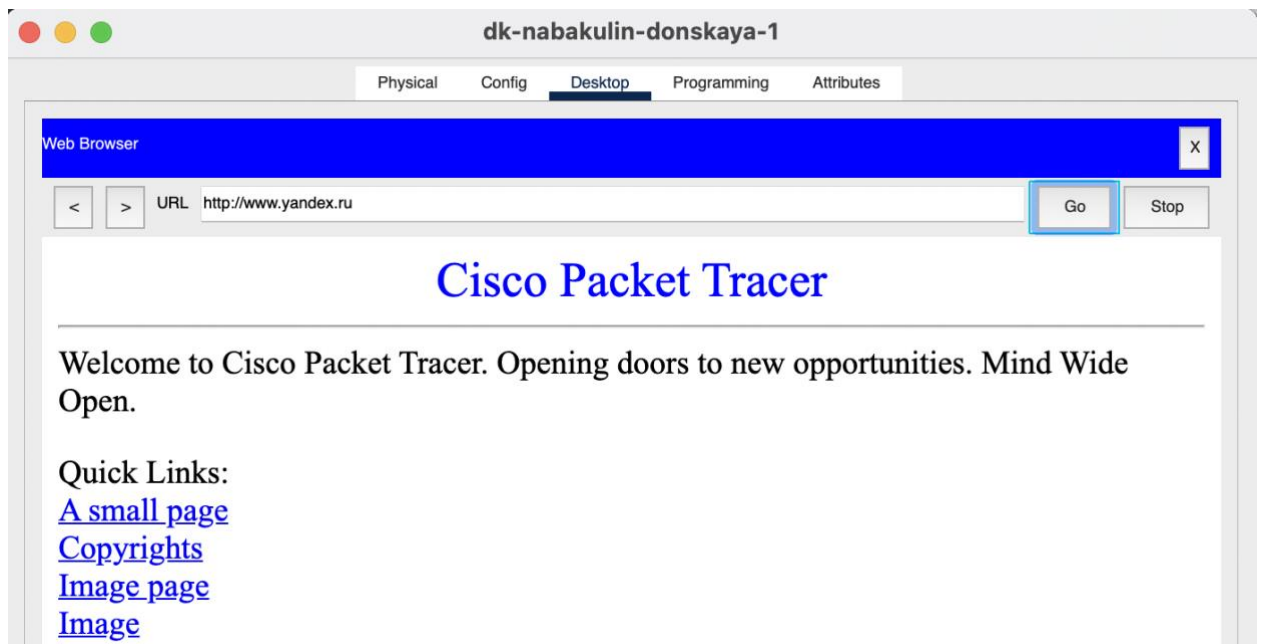 dk-nabakulin-donskaya-1
Physical Config Desktop Programming Attributes
Web Browser X
< > URL http://www.yandex.ru Go Stop
Cisco Packet Tracer
Welcome to Cisco Packet Tracer. Opening doors to new opportunities. Mind Wide
Open.
Quick Links:
A small page
Copyrights
Image page
Image